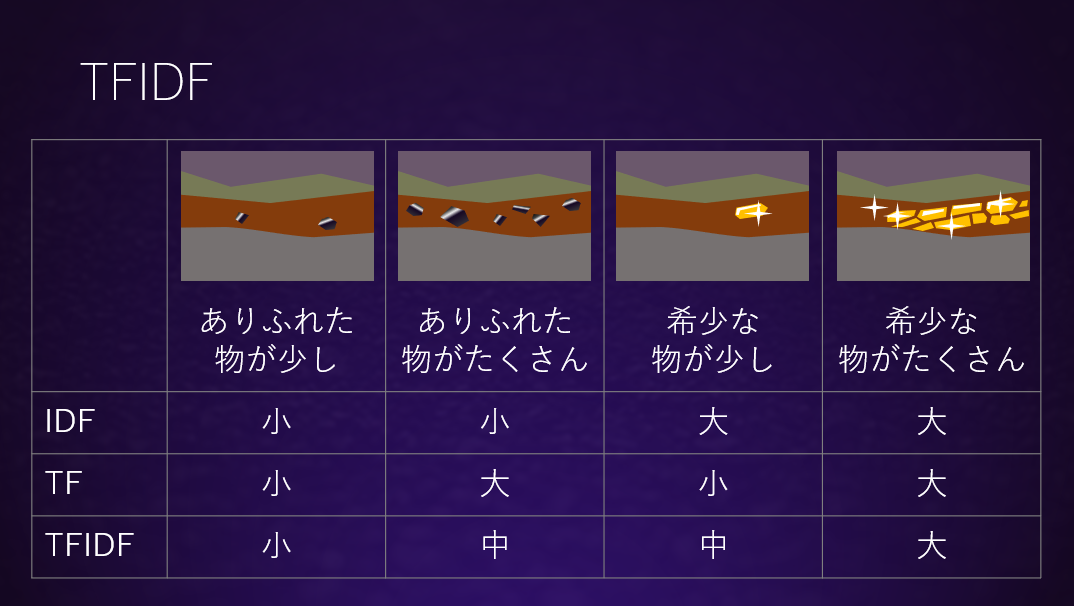 TFIDF
ありふれた
物が少し
ありふれた
物がたくさん
希少な
物が少し
希少な
物がたくさん
IDF 小 小 大 大
TF 小 大 小 大
TFIDF 小 中 中 大